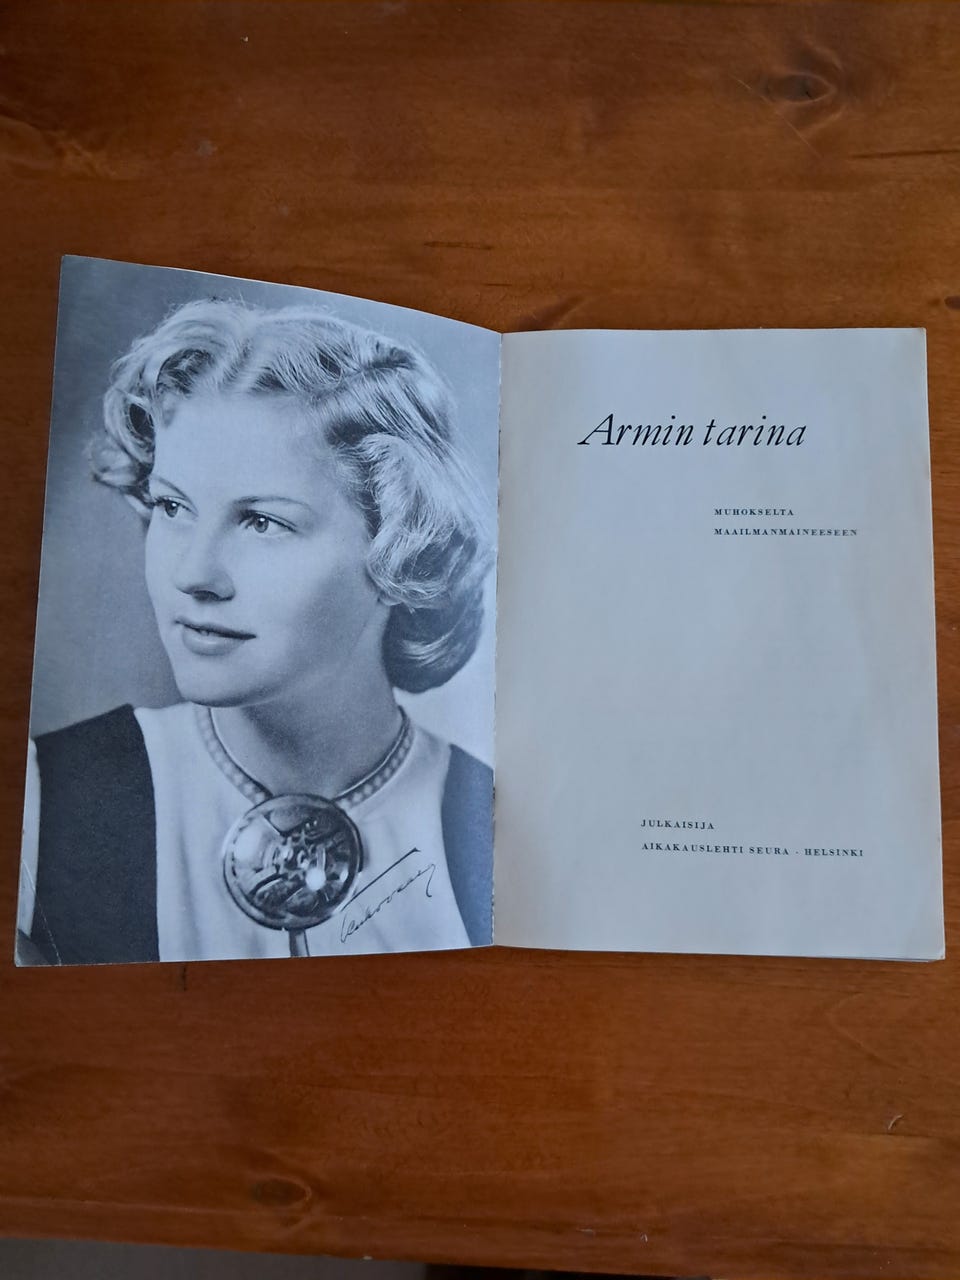 Armin tarina
MUHOKSELTA
MAAILMANMAINEESEEN
JULKAISIJA
AIKAKAUSLEHTI SEURA · HELSINKI